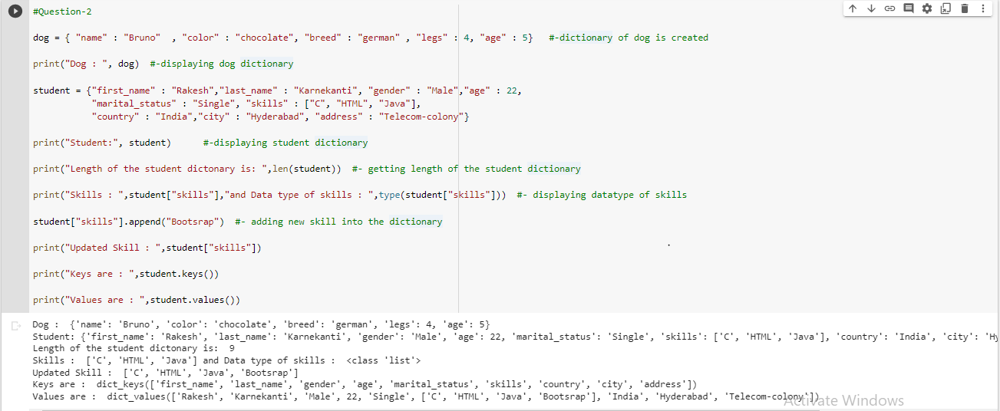 #Question-2
dog = { "name" : "Bruno"  , "color" : "chocolate", "breed" : "german" , "legs" : 4, "age" : 5}   #-dictionary of dog is created
print("Dog : ", dog)  #-displaying dog dictionary
student = {"first_name" : "Rakesh","last_name" : "Karnekanti", "gender" : "Male","age" : 22,
           "marital_status" : "Single", "skills" : ["C", "HTML", "Java"],
           "country" : "India","city" : "Hyderabad", "address" : "Telecom-colony"}
print("Student:", student)      #-displaying student dictionary
print("Length of the student dictonary is: ",len(student))  #- getting length of the student dictionary
print("Skills : ",student["skills"],"and Data type of skills : ",type(student["skills"]))  #- displaying datatype of skills
student["skills"].append("Bootsrap")  #- adding new skill into the dictionary
print("Updated Skill : ",student["skills"])
print("Keys are : ",student.keys())
print("Values are : ",student.values())
Dog :  {'name': 'Bruno', 'color': 'chocolate', 'breed': 'german', 'legs': 4, 'age': 5}
Student: {'first_name': 'Rakesh', 'last_name': 'Karnekanti', 'gender': 'Male', 'age': 22, 'marital_status': 'Single', 'skills': ['C', 'HTML', 'Java'], 'country': 'India', 'city': 'Hy
Length of the student dictonary is:  9
Skills :  ['C', 'HTML', 'Java'] and Data type of skills :  <class 'list'>
Updated Skill :  ['C', 'HTML', 'Java', 'Bootsrap']
Keys are :  dict_keys(['first_name', 'last_name', 'gender', 'age', 'marital_status', 'skills', 'country', 'city', 'address'])
Values are :  dict_values(['Rakesh', 'Karnekanti', 'Male', 22, 'Single', ['C', 'HTML', 'Java', 'Bootsrap'], 'India', 'Hyderabad', 'Telecom-colony'])
Activate Windows